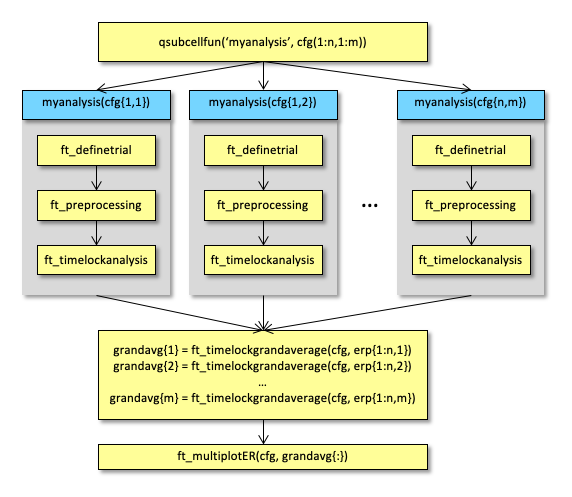 qsubcellfun(‘myanalysis’, cfg(1:n,1:m))
myanalysis(cfg{1,1})
myanalysis(cfg{1,2})
myanalysis(cfg{n,m})
ft_definetrial
ft_definetrial
ft_definetrial
ft_preprocessing
ft_preprocessing
...
ft_preprocessing
ft_timelockanalysis
ft_timelockanalysis
ft_timelockanalysis
grandavg{1} = ft_timelockgrandaverage(cfg, erp{1:n,1})
grandavg{2} = ft_timelockgrandaverage(cfg, erp{1:n,2})
...
grandavg{m} = ft_timelockgrandaverage(cfg, erp{1:n,m})
ft_multiplotER(cfg, grandavg{:})